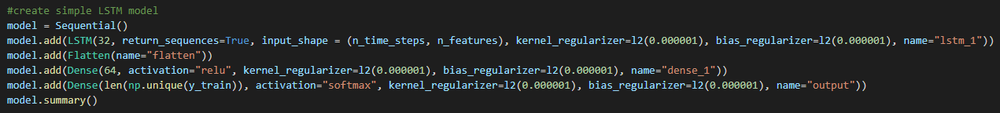 #create simple LSTM model
model = Sequential()
model.add(LSTM(32, return_sequences=True, input_shape = (n_time_steps, n_features), kernel_regularizer=l2(0.000001), bias_regularizer=l2(0.000001), name="lstm_1"))
model.add(Flatten(name="flatten"))
model.add(Dense(64, activation="relu", kernel_regularizer=l2(0.000001), bias_regularizer=l2(0.000001), name="dense_1"))
model.add(Dense(len(np.unique(y_train)), activation="softmax", kernel_regularizer=l2(0.000001), bias_regularizer=l2(0.000001), name="output"))
model.summary()